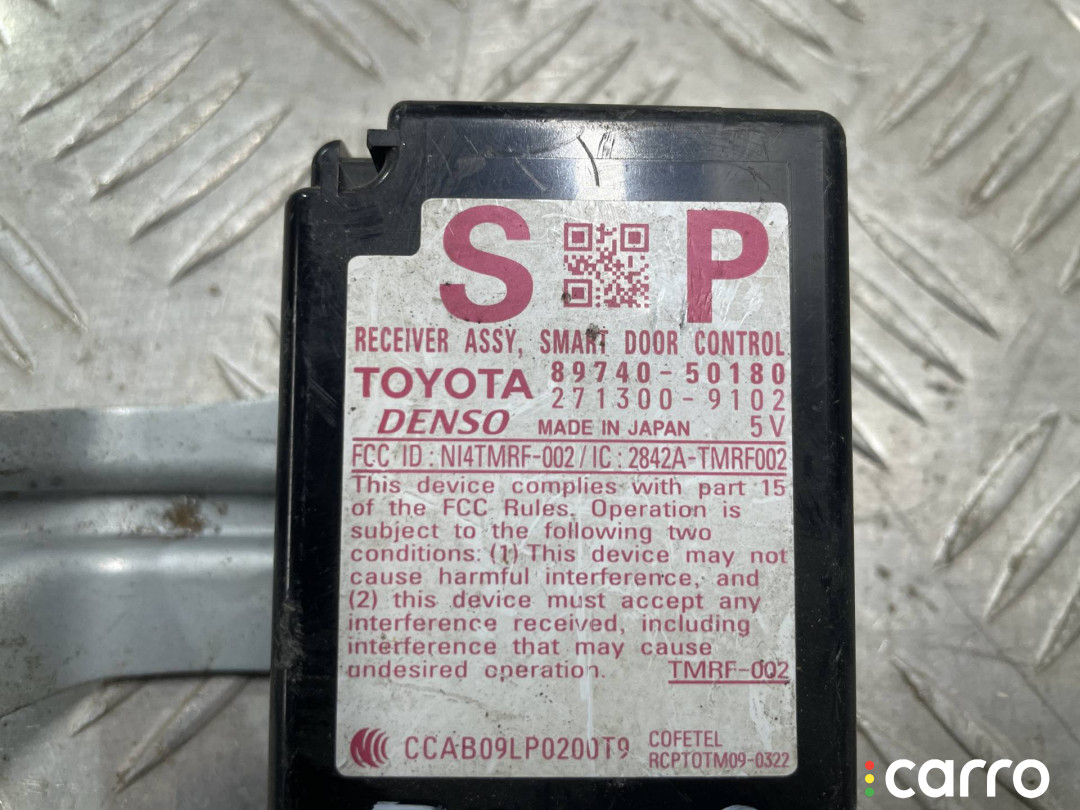 S P
RECEIVER ASSY, SMART DOOR CONTROL
TOYOTA 89740-50180
271300-9102
DENSO MADE IN JAPAN 5V
FCC ID : NI4TMRF-002 / IC : 2842A-TMRF002
This device complies with part 15
of the FCC Rules. Operation is
subject to the following two
conditions: (1) This device may not
cause harmful interference, and
(2) this device must accept any
interference received, including
interference that may cause
undesired operation. TMRF-002
CCAB09LP0200T9 COFETEL
RCPTOTM09-0322
carro